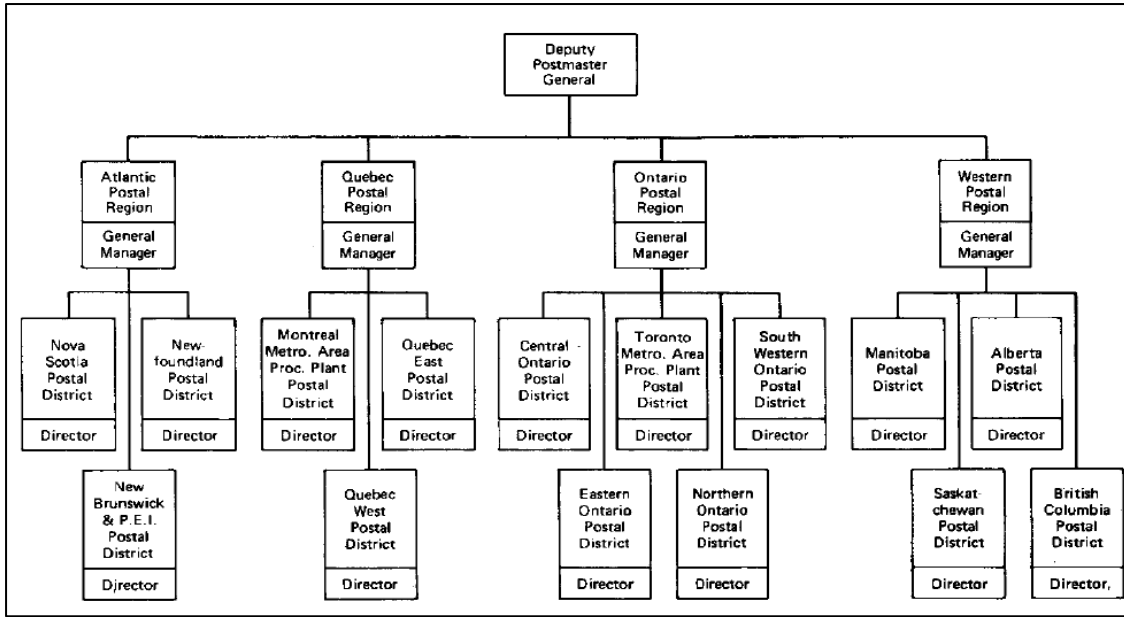 Deputy
Postmaster
General
Atlantic
Postal
Region
General
Manager
Quebec
Postal
Region
General
Manager
Ontario
Postal
Region
General
Manager
Western
Postal
Region
General
Manager
Nova
Scotia
Postal
District
Director
New-
foundland
Postal
District
Director
Montreal
Metro. Area
Proc. Plant
Postal
District
Director
Quebec
East
Postal
District
Director
Central
Ontario
Postal
District
Director
Toronto
Metro. Area
Proc. Plant
Postal
District
Director
South
Western
Ontario
Postal
District
Director
Manitoba
Postal
District
Director
Alberta
Postal
District
Director
New
Brunswick
& P.E.I.
Postal
District
Director
Quebec
West
Postal
District
Director
Eastern
Ontario
Postal
District
Director
Northern
Ontario
Postal
District
Director
Saskat-
chewan
Postal
District
Director
British
Columbia
Postal
District
Director,